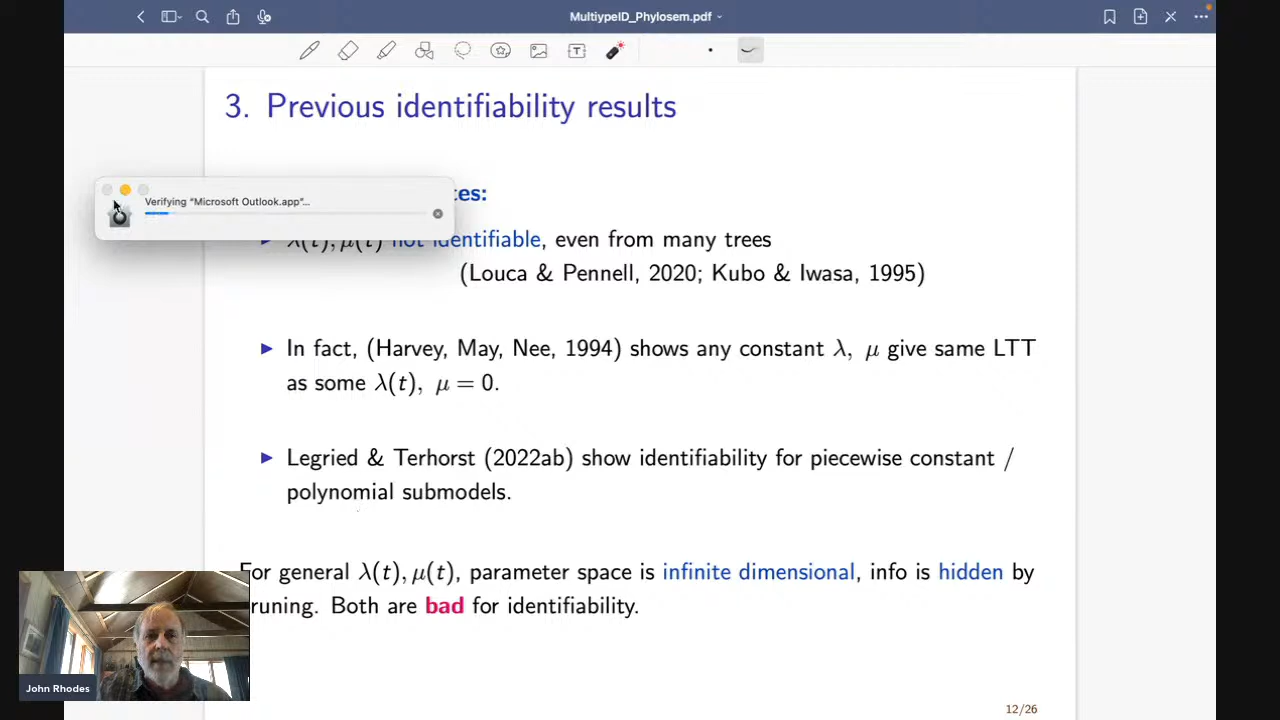 MultiypeID_Phylosem.pdf
3. Previous identifiability results
Verifying “Microsoft Outlook.app”...
tes:
▶ λ(t), μ(t) not identifiable, even from many trees
(Louca & Pennell, 2020; Kubo & Iwasa, 1995)
▶ In fact, (Harvey, May, Nee, 1994) shows any constant λ, μ give same LTT
as some λ(t), μ = 0.
▶ Legried & Terhorst (2022ab) show identifiability for piecewise constant /
polynomial submodels.
For general λ(t), μ(t), parameter space is infinite dimensional, info is hidden by
runing. Both are bad for identifiability.
John Rhodes
12/26